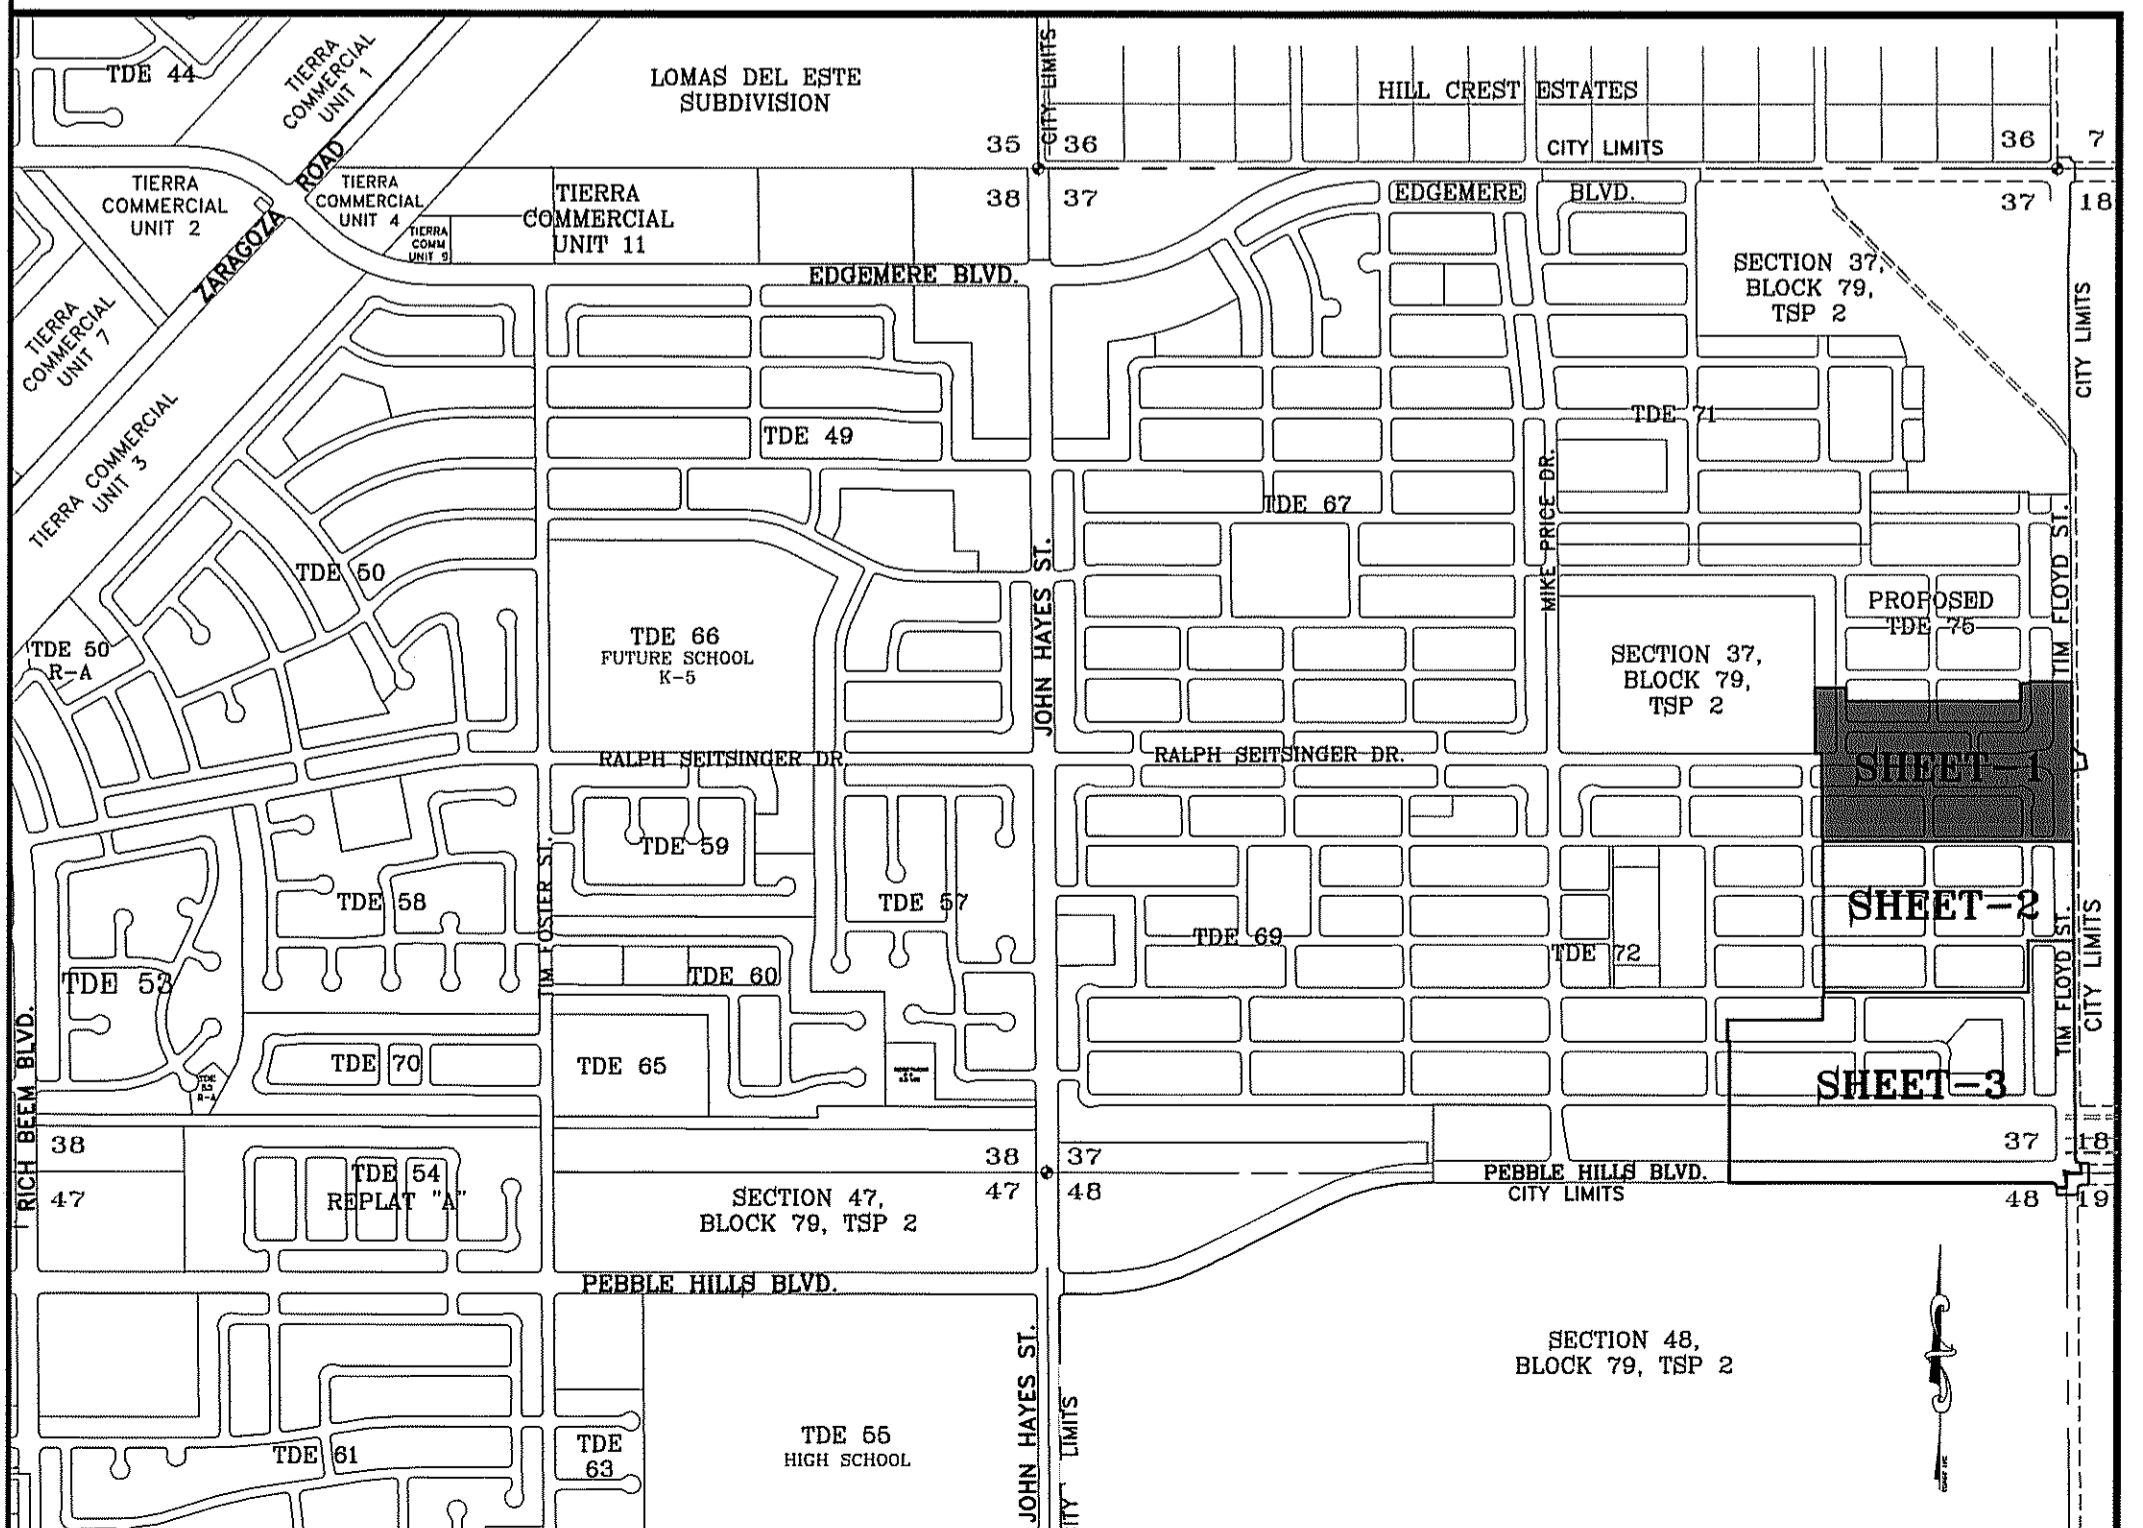 TDE 44
TIERRA
COMMERCIAL
UNIT 1
LOMAS DEL ESTE
SUBDIVISION
CITY LIMITS
HILL CREST ESTATES
35
36
CITY LIMITS
36
7
38
37
37
18
ROAD
ZARAGOZA
TIERRA
COMMERCIAL
UNIT 2
TIERRA
COMMERCIAL
UNIT 4
TIERRA
COMM
UNIT 9
TIERRA
COMMERCIAL
UNIT 11
EDGEMERE BLVD.
EDGEMERE BLVD.
SECTION 37,
BLOCK 79,
TSP 2
CITY LIMITS
TIERRA
COMMERCIAL
UNIT 7
TIERRA COMMERCIAL
UNIT 3
TDE 49
TDE 71
TDE 67
MIKE PRICE DR.
JOHN HAYES ST.
TIM FLOYD ST.
TDE 50
TDE 50
R-A
TDE 66
FUTURE SCHOOL
K-5
PROPOSED
TDE 75
SECTION 37,
BLOCK 79,
TSP 2
RALPH SEITSINGER DR.
RALPH SEITSINGER DR.
SHEET-1
TDE 59
TIM FOSTER ST.
TDE 58
TDE 57
TDE 69
TDE 72
SHEET-2
TIM FLOYD ST.
CITY LIMITS
TDE 53
TDE 60
RICH BEEM BLVD.
TDE 70
TDE 65
TDE
53
R-A
SHEET-3
38
38
37
37
18
47
47
48
48
19
TDE 54
REPLAT "A"
SECTION 47,
BLOCK 79, TSP 2
PEBBLE HILLS BLVD.
CITY LIMITS
PEBBLE HILLS BLVD.
SECTION 48,
BLOCK 79, TSP 2
JOHN HAYES ST.
LIMITS
TDE 61
TDE
63
TDE 55
HIGH SCHOOL